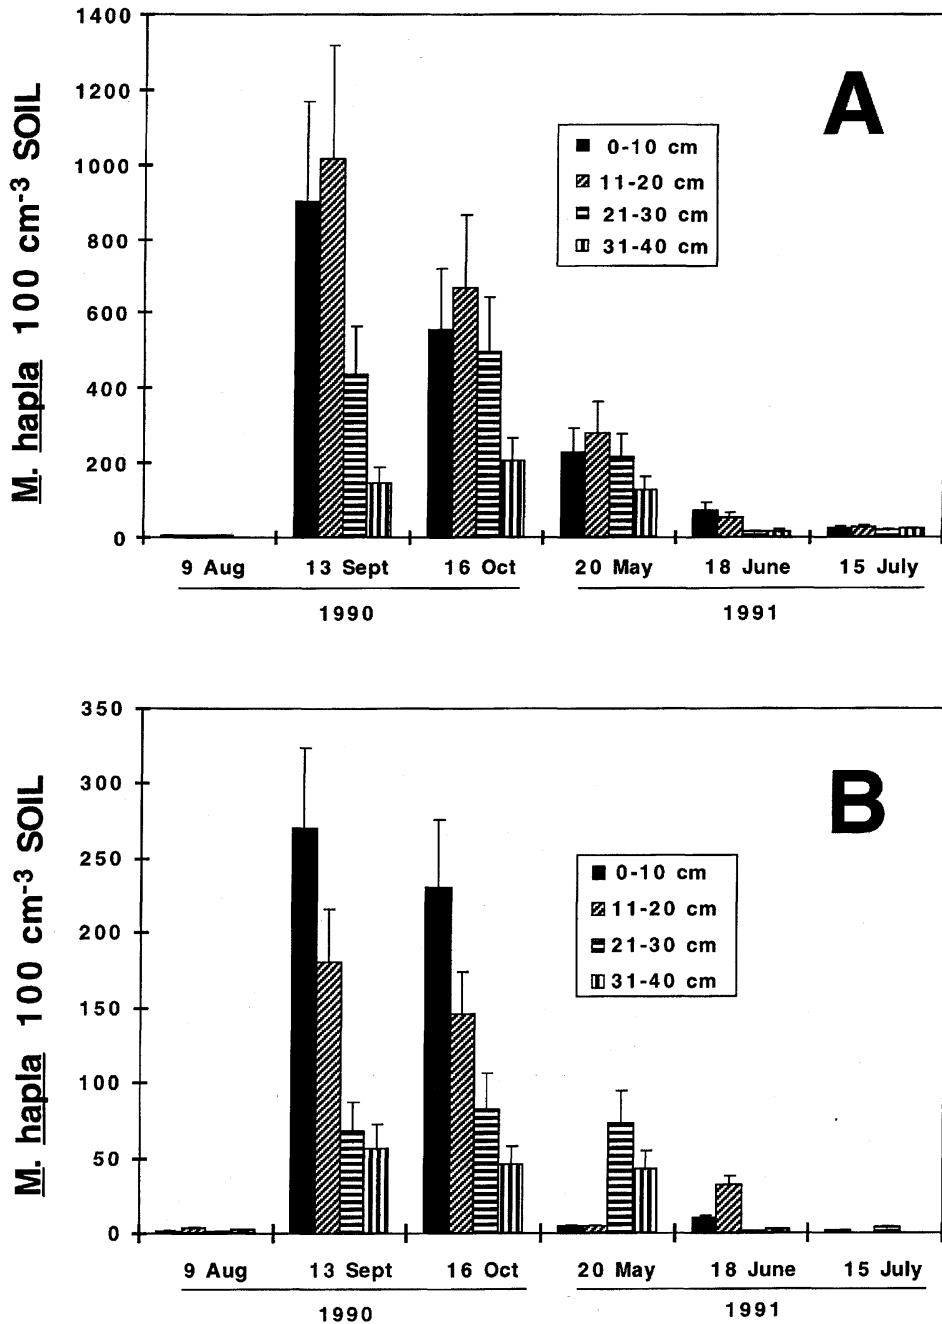 1400
1200
1000
800
600
400
200
0
M. hapla 100 cm-3 SOIL
A
0-10 cm
11-20 cm
21-30 cm
31-40 cm
9 Aug 13 Sept 16 Oct 20 May 18 June 15 July
1990 1991
350
300
250
200
150
100
50
0
M. hapla 100 cm-3 SOIL
B
0-10 cm
11-20 cm
21-30 cm
31-40 cm
9 Aug 13 Sept 16 Oct 20 May 18 June 15 July
1990 1991